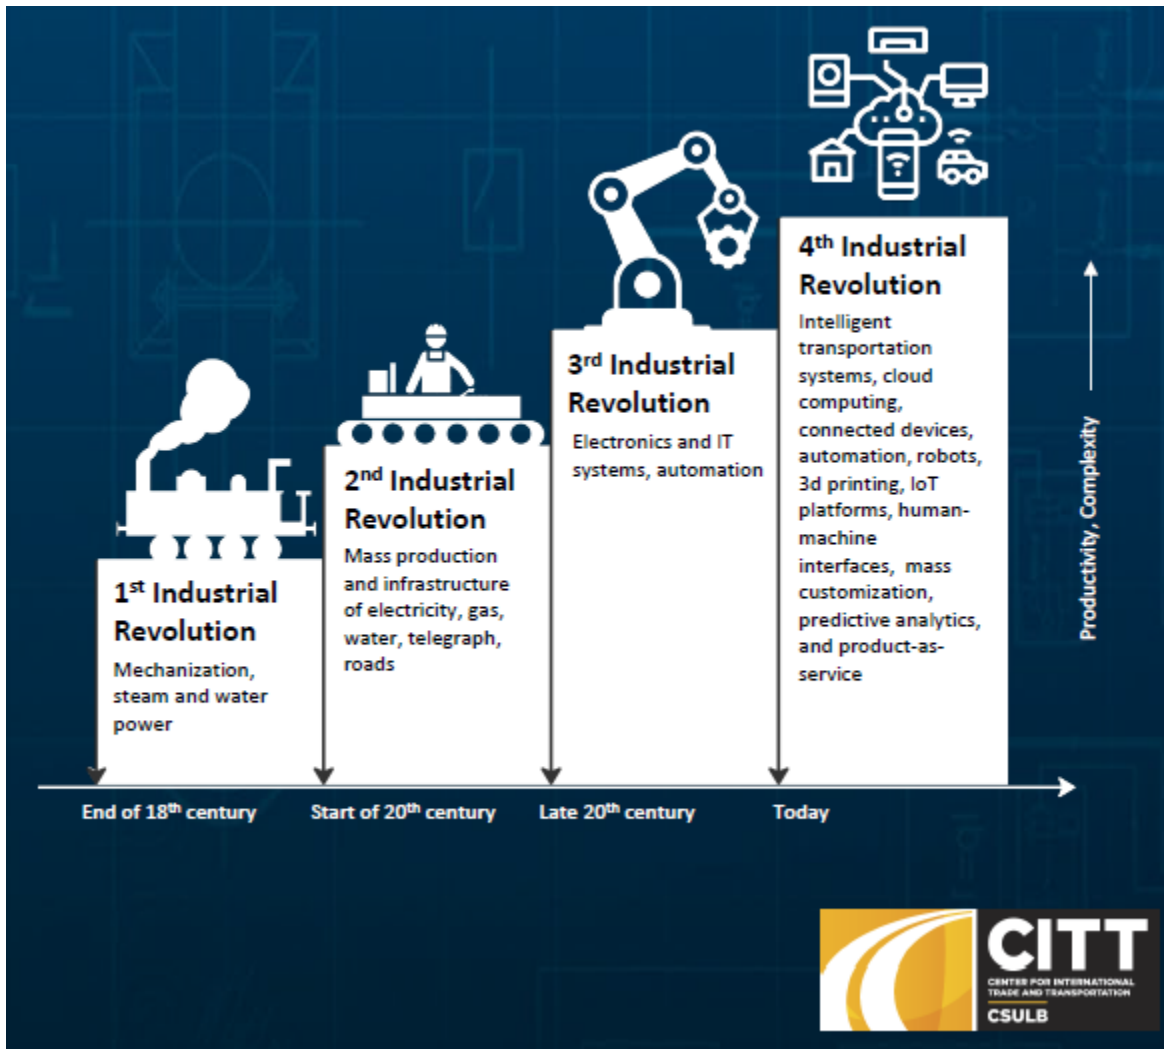 1st Industrial
Revolution
Mechanization,
steam and water
power
2nd Industrial
Revolution
Mass production
and infrastructure
of electricity, gas,
water, telegraph,
roads
3rd Industrial
Revolution
Electronics and IT
systems, automation
4th Industrial
Revolution
Intelligent
transportation
systems, cloud
computing,
connected devices,
automation, robots,
3d printing, IoT
platforms, human-
machine
interfaces, mass
customization,
predictive analytics,
and product-as-
service
Productivity, Complexity
End of 18th century
Start of 20th century
Late 20th century
Today
CITT
CENTER FOR INTERNATIONAL
TRADE AND TRANSPORTATION
CSULB